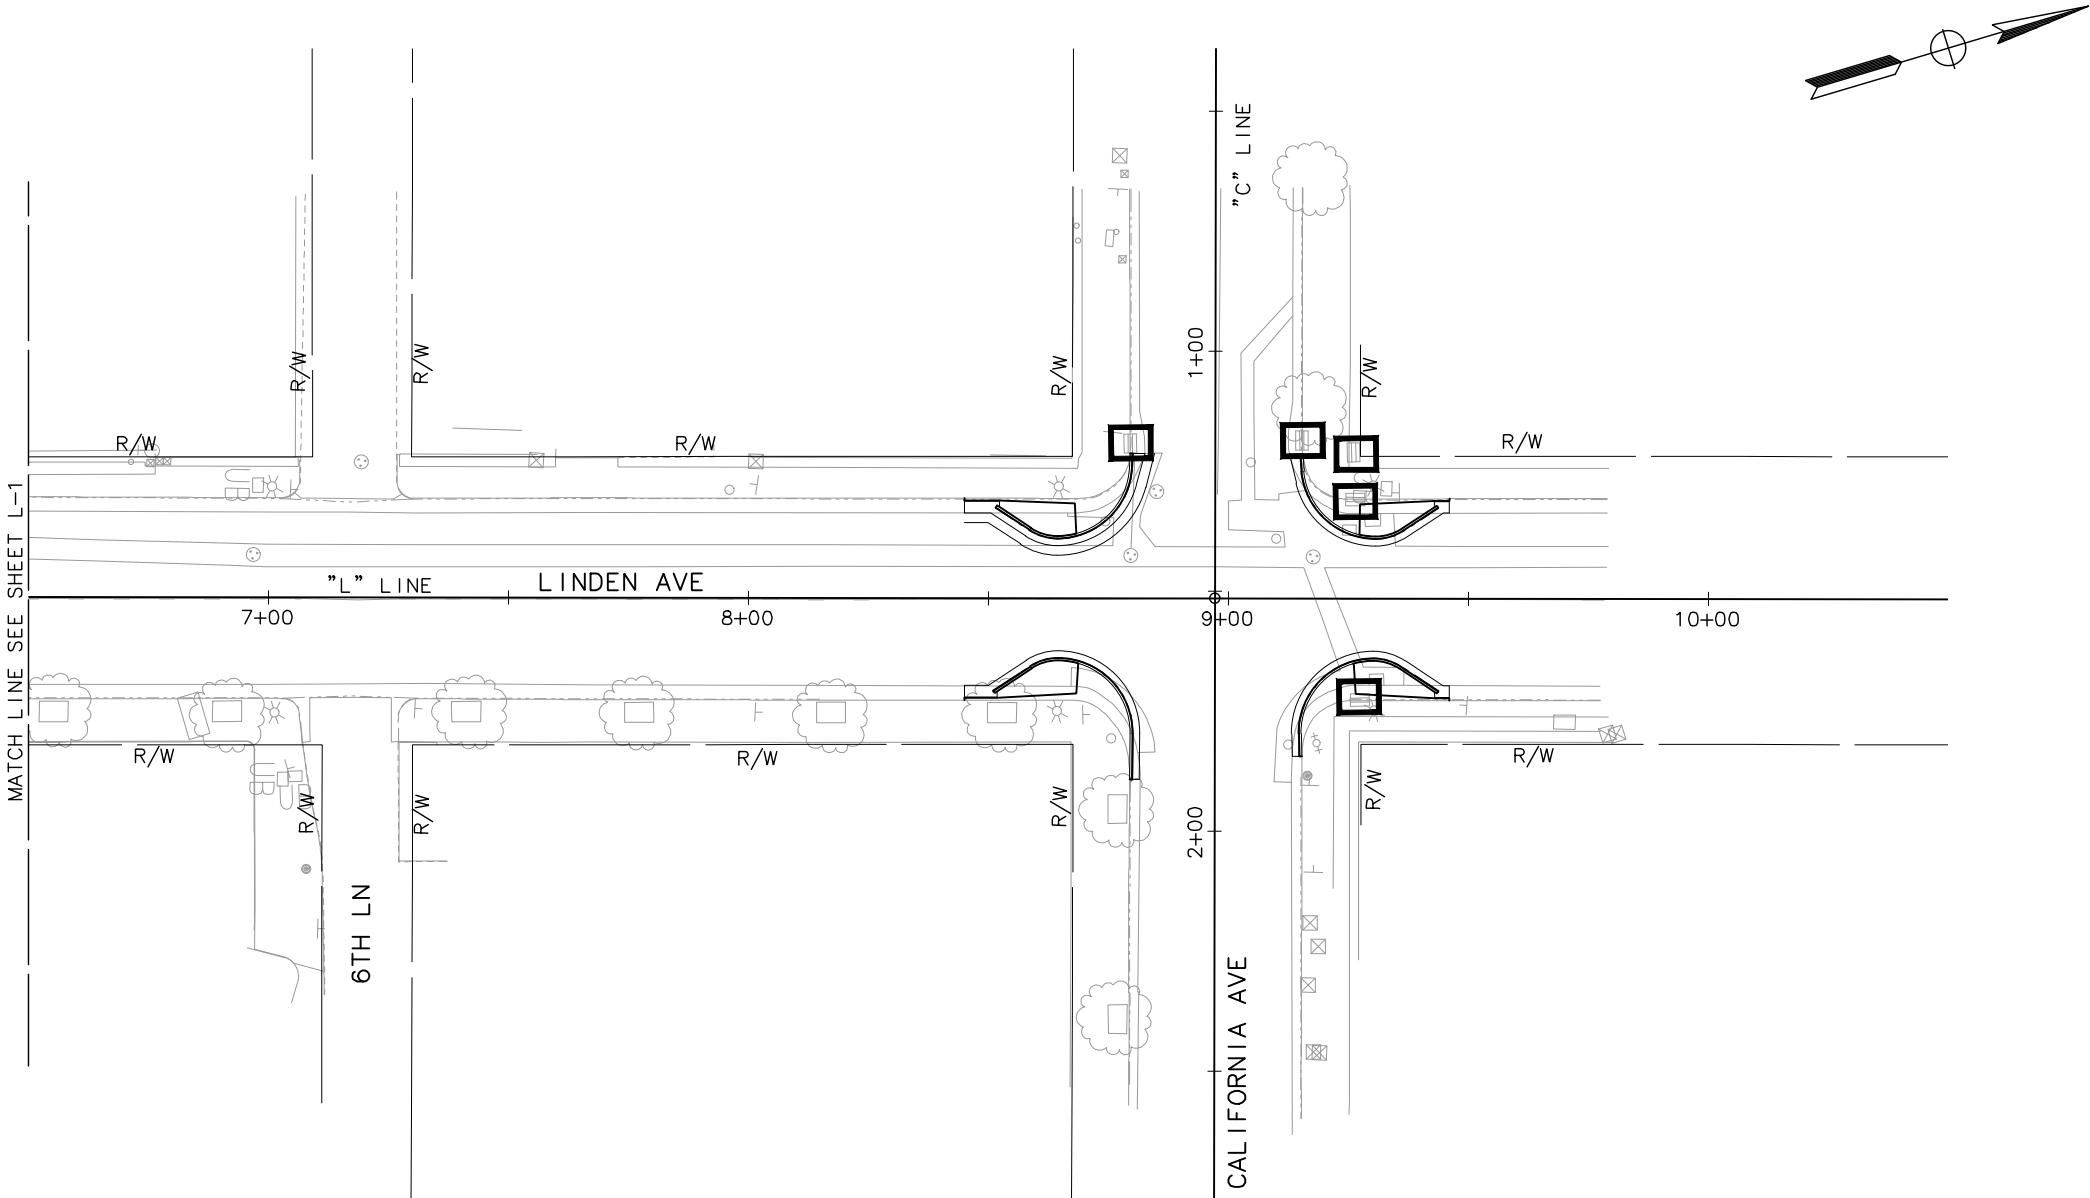 "C" LINE
1+00
R/W
R/W
R/W
R/W
R/W
R/W
R/W
MATCH LINE SEE SHEET L-1
"L" LINE
LINDEN AVE
7+00
8+00
9+00
10+00
R/W
R/W
R/W
R/W
R/W
R/W
R/W
2+00
6TH LN
CALIFORNIA AVE